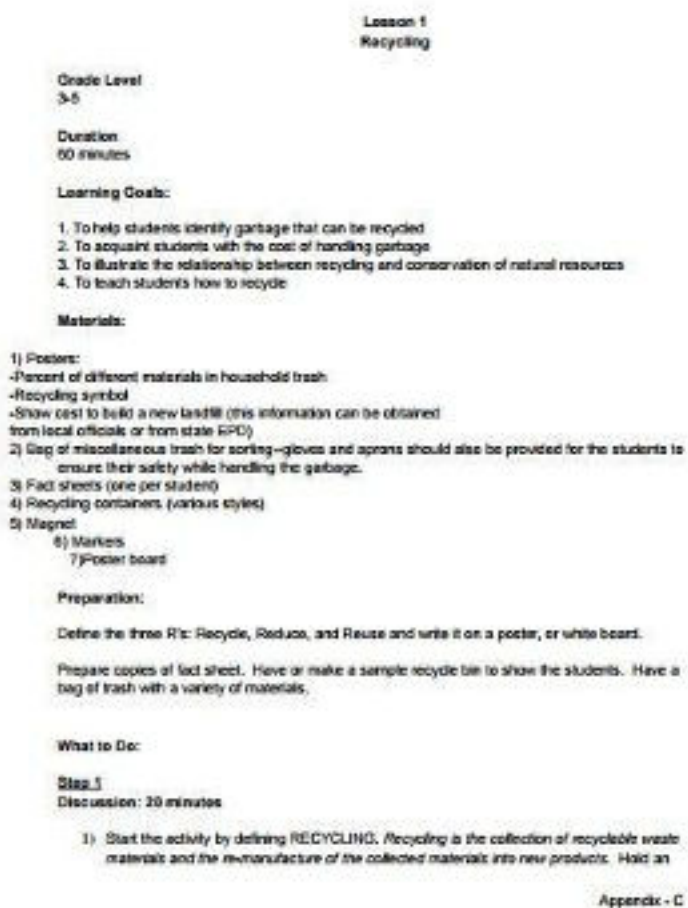 Lesson 1
Recycling
Grade Level
3-5
Duration
60 minutes
Learning Goals:
1. To help students identify garbage that can be recycled
2. To acquaint students with the cost of handling garbage
3. To illustrate the relationship between recycling and conservation of natural resources
4. To teach students how to recycle
Materials:
1) Posters:
-Percent of different materials in household trash
-Recycling symbol
-Show cost to build a new landfill (this information can be obtained
from local officials or from state EPD)
2) Bag of miscellaneous trash for sorting--gloves and aprons should also be provided for the students to
ensure their safety while handling the garbage.
3) Fact sheets (one per student)
4) Recycling containers (various styles)
5) Magnet
6) Markers
7)Poster board
Preparation:
Define the three R's: Recycle, Reduce, and Reuse and write it on a poster, or white board.
Prepare copies of fact sheet. Have or make a sample recycle bin to show the students. Have a
bag of trash with a variety of materials.
What to Do:
Step 1
Discussion: 20 minutes
1) Start the activity by defining RECYCLING. Recycling is the collection of recyclable waste
materials and the re-manufacture of the collected materials into new products. Hold an
Appendix - C